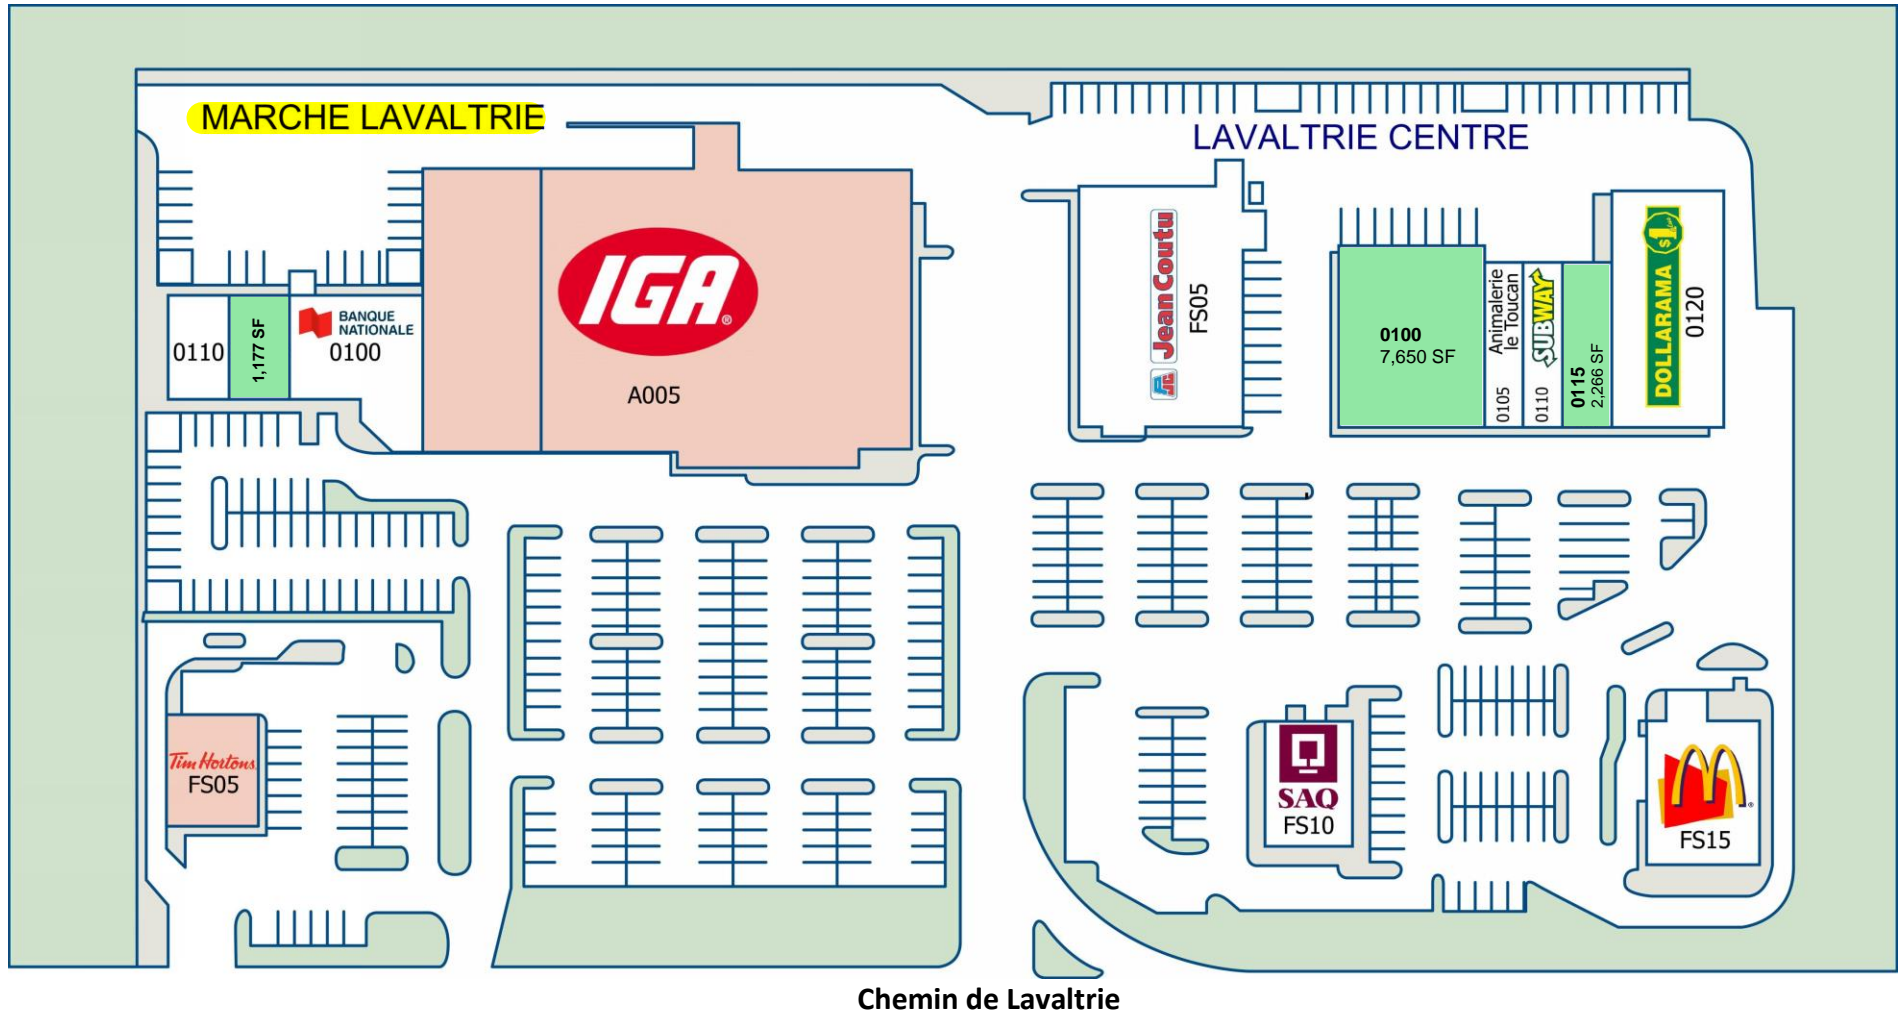 MARCHE LAVALTRIE
LAVALTRIE CENTRE
0110
1,177 SF
BANQUE
NATIONALE
0100
IGA
®
A005
JeanCoutu
FS05
0100
7,650 SF
Animalerie
le Toucan
0105
SUBWAY
0110
0115
2,266 SF
DOLLARAMA $1
0120
Tim Hortons
FS05
SAQ
FS10
®
FS15
Chemin de Lavaltrie